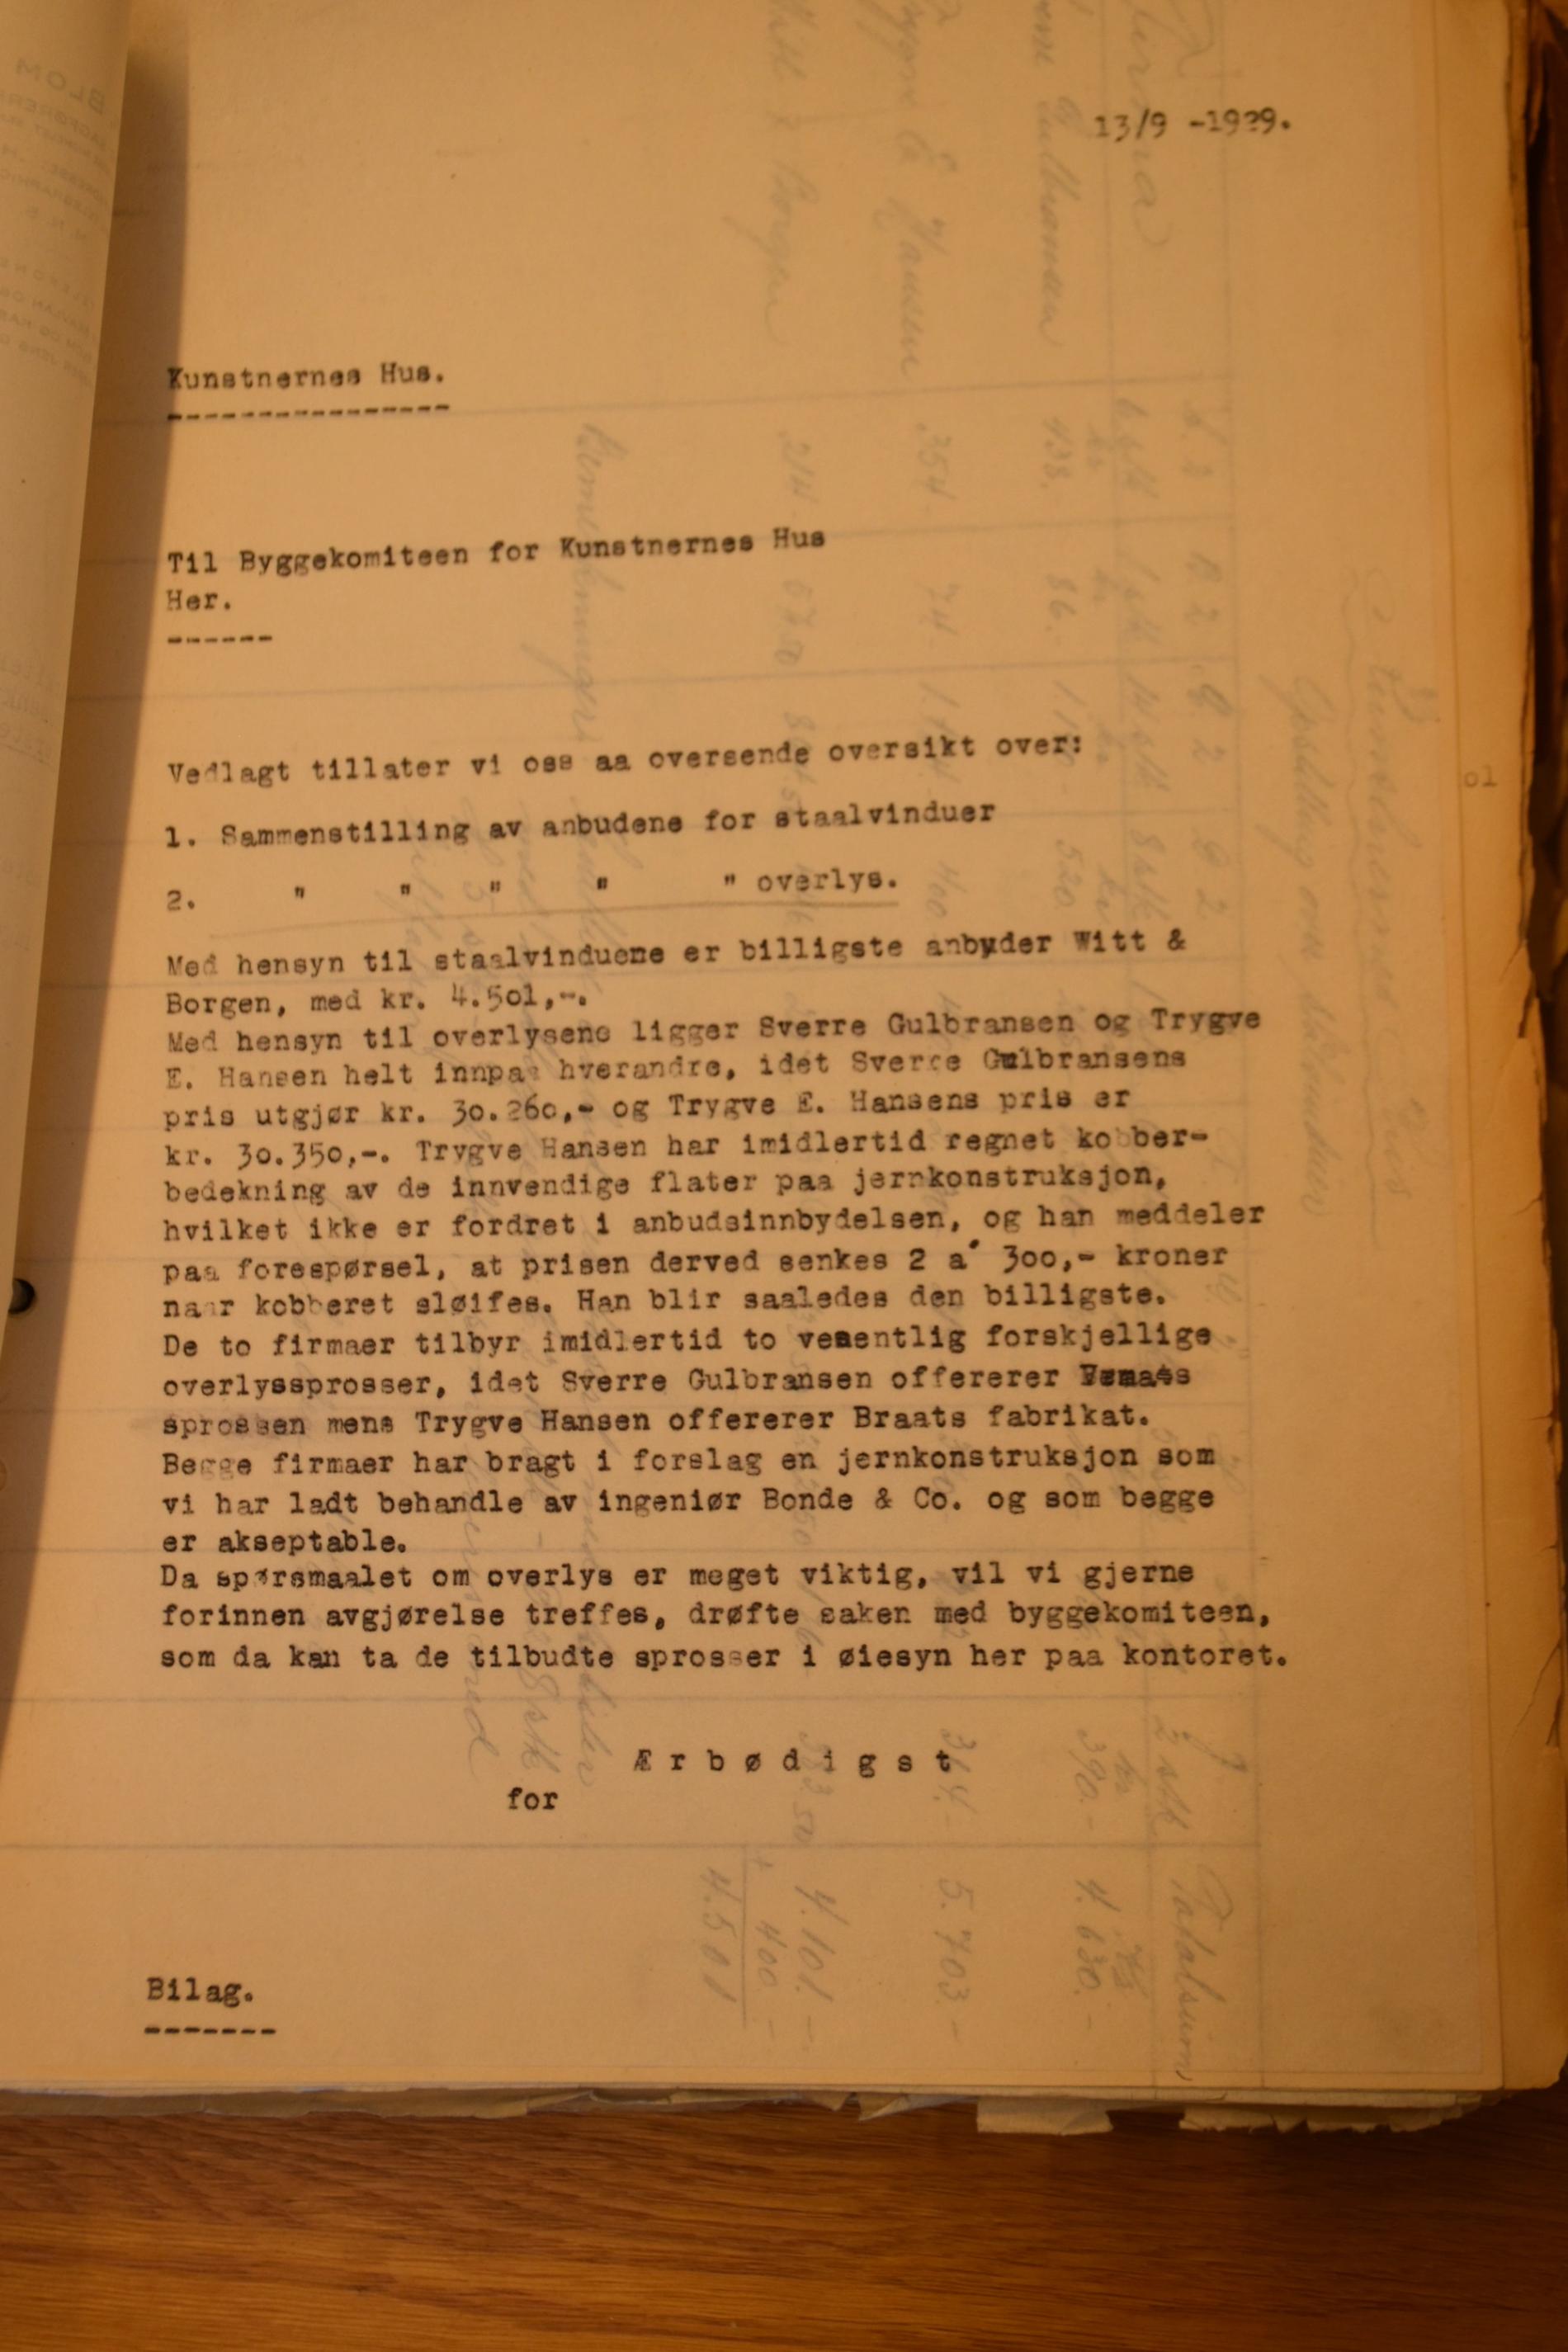 13/9 -1929.
Kunstnernes Hus.
----------------
Til Byggekomiteen for Kunstnernes Hus
Her.
------
Vedlagt tillater vi oss aa oversende oversikt over:
1. Sammenstilling av anbudene for staalvinduer
2. " " " " " overlys.
Med hensyn til staalvinduene er billigste anbyder Witt &
Borgen, med kr. 4.501,-.
Med hensyn til overlysene ligger Sverre Gulbransen og Trygve
E. Hansen helt innpaa hverandre, idet Sverre Gulbransens
pris utgjør kr. 30.260,- og Trygve E. Hansens pris er
kr. 30.350,-. Trygve Hansen har imidlertid regnet kobber-
bedekning av de innvendige flater paa jernkonstruksjon,
hvilket ikke er fordret i anbudsinnbydelsen, og han meddeler
paa forespørsel, at prisen derved senkes 2 a' 300,- kroner
naar kobberet sløifes. Han blir saaledes den billigste.
De to firmaer tilbyr imidlertid to vesentlig forskjellige
overlyssprosser, idet Sverre Gulbransen offererer
sprossen mens Trygve Hansen offererer Braats fabrikat.
Begge firmaer har bragt i forslag en jernkonstruksjon som
vi har ladt behandle av ingeniør Bonde & Co. og som begge
er akseptable.
Da spørsmaalet om overlys er meget viktig, vil vi gjerne
forinnen avgjørelse treffes, drøfte saken med byggekomiteen,
som da kan ta de tilbudte sprosser i øiesyn her paa kontoret.
Ærbødigst
for
Bilag.
-------